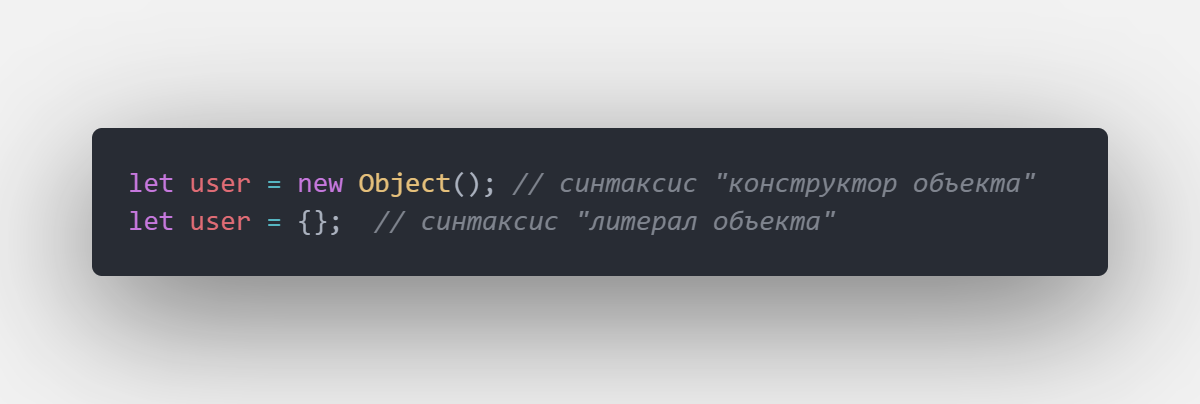 let user = new Object(); // синтаксис "конструктор объекта"
let user = {};  // синтаксис "литерал объекта"